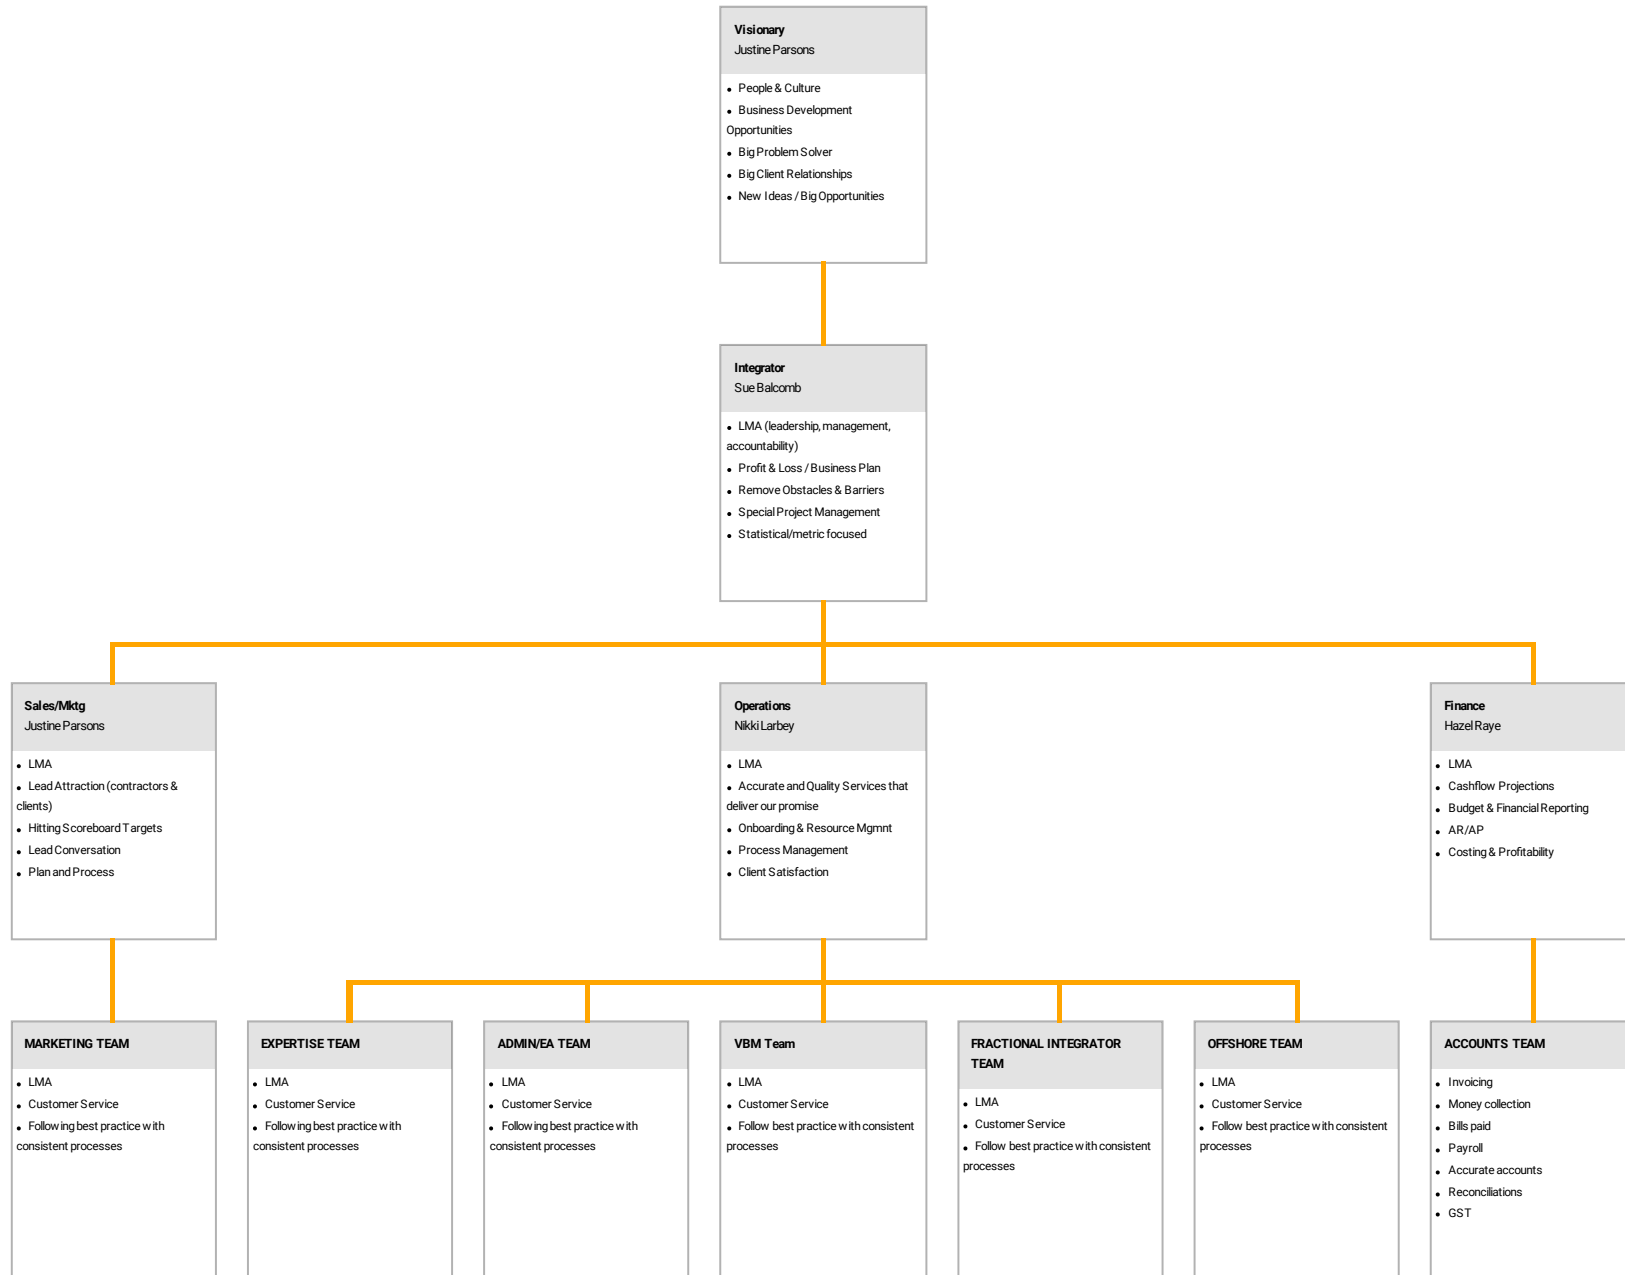 Visionary
Justine Parsons
• People & Culture
• Business Development
Opportunities
• Big Problem Solver
• Big Client Relationships
• New Ideas / Big Opportunities
Integrator
Sue Balcomb
• LMA (leadership, management,
accountability)
• Profit & Loss / Business Plan
• Remove Obstacles & Barriers
• Special Project Management
• Statistical/metric focused
Sales/Mktg
Justine Parsons
• LMA
• Lead Attraction (contractors &
clients)
• Hitting Scoreboard Targets
• Lead Conversation
• Plan and Process
Operations
Nikki Larbey
• LMA
• Accurate and Quality Services that
deliver our promise
• Onboarding & Resource Mgmnt
• Process Management
• Client Satisfaction
Finance
Hazel Raye
• LMA
• Cashflow Projections
• Budget & Financial Reporting
• AR/AP
• Costing & Profitability
MARKETING TEAM
• LMA
• Customer Service
• Following best practice with
consistent processes
EXPERTISE TEAM
• LMA
• Customer Service
• Following best practice with
consistent processes
ADMIN/EA TEAM
• LMA
• Customer Service
• Following best practice with
consistent processes
VBM Team
• LMA
• Customer Service
• Follow best practice with consistent
processes
FRACTIONAL INTEGRATOR
TEAM
• LMA
• Customer Service
• Follow best practice with consistent
processes
OFFSHORE TEAM
• LMA
• Customer Service
• Follow best practice with consistent
processes
ACCOUNTS TEAM
• Invoicing
• Money collection
• Bills paid
• Payroll
• Accurate accounts
• Reconciliations
• GST